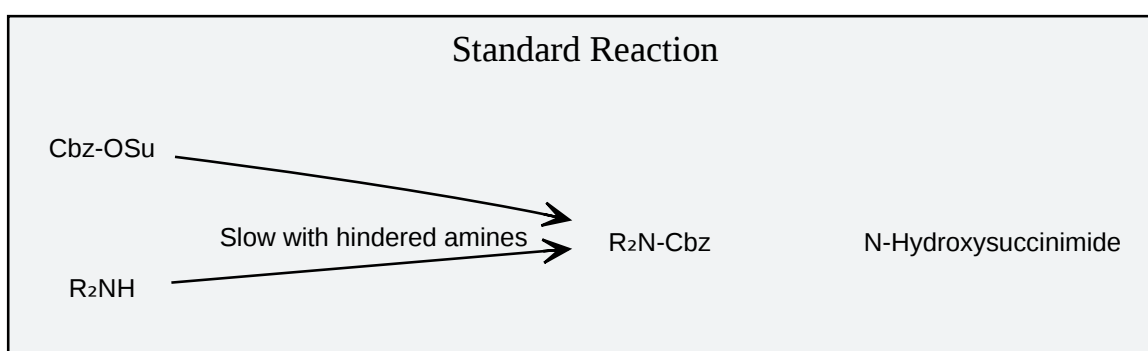 Standard Reaction
Cbz-OSu
Slow with hindered amines
R₂N-Cbz
N-Hydroxysuccinimide
R₂NH